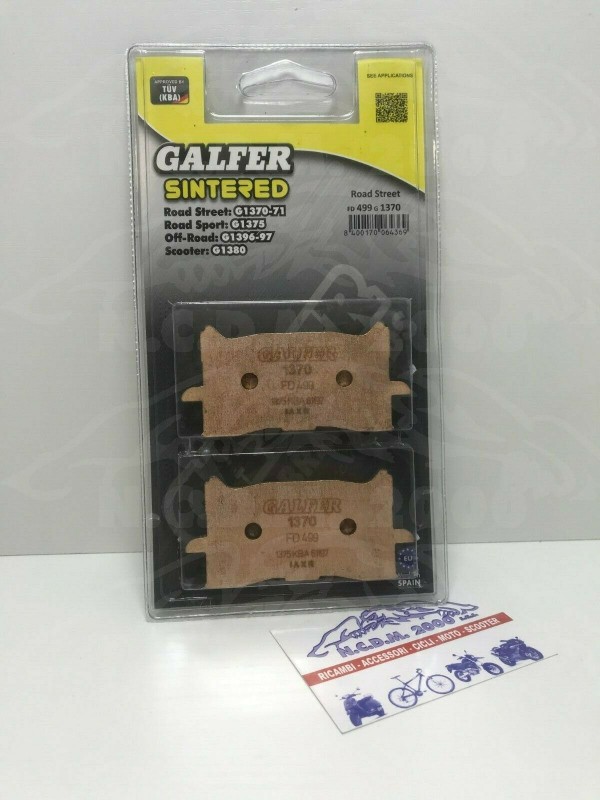 APPROVED BY
TÜV
(KBA)
SEE APPLICATIONS
GALFER
SINTERED
Road Street: G1370-71
Road Sport: G1375
Off-Road: G1396-97
Scooter: G1380
Road Street
FD 499 G 1370
8 400170 064369
GALFER
1370
FD 499
GALFER
1370
FD 499
EU
SPAIN
N.C.D.M. 2000
RICAMBI - ACCESSORI - CICLI - MOTO - SCOOTER